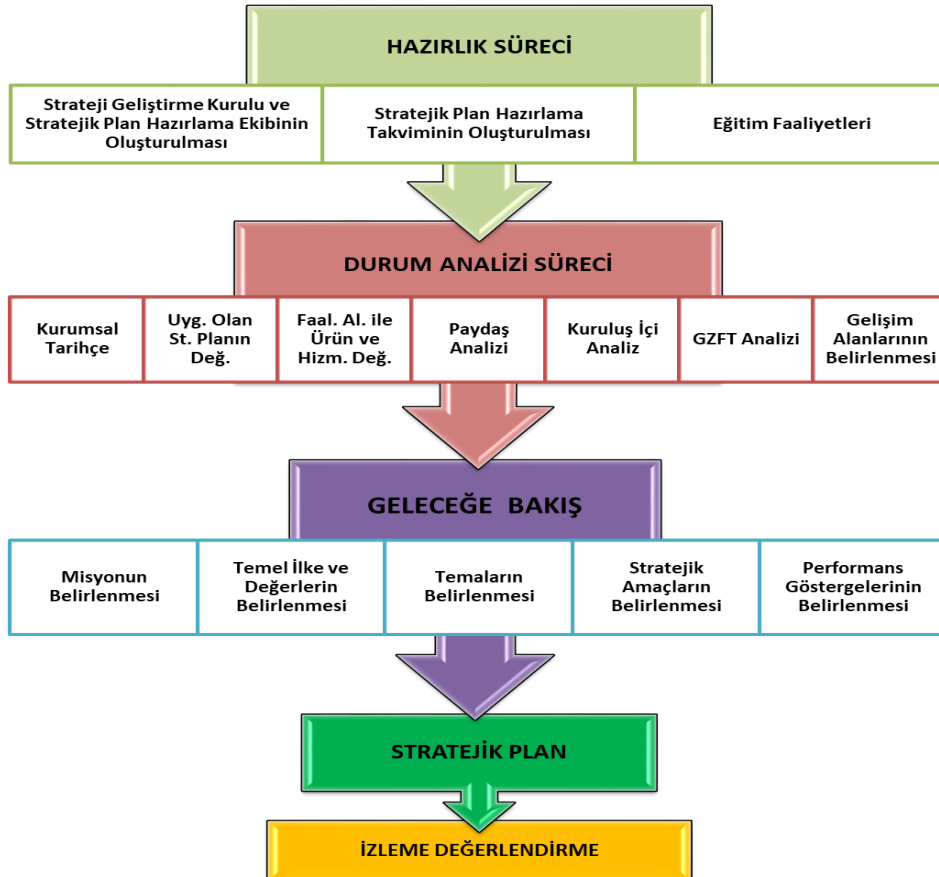 HAZIRLIK SÜRECİ
Strateji Geliştirme Kurulu ve
Stratejik Plan Hazırlama Ekibinin
Oluşturulması
Stratejik Plan Hazırlama
Takviminin Oluşturulması
Eğitim Faaliyetleri
DURUM ANALİZİ SÜRECİ
Kurumsal
Tarihçe
Uyg. Olan
St. Planın
Değ.
Faal. Al. ile
Ürün ve
Hizm. Değ.
Paydaş
Analizi
Kuruluş İçi
Analiz
GZFT Analizi
Gelişim
Alanlarının
Belirlenmesi
GELECEĞE BAKIŞ
Misyonun
Belirlenmesi
Temel İlke ve
Değerlerin
Belirlenmesi
Temaların
Belirlenmesi
Stratejik
Amaçların
Belirlenmesi
Performans
Göstergelerinin
Belirlenmesi
STRATEJİK PLAN
İZLEME DEĞERLENDİRME